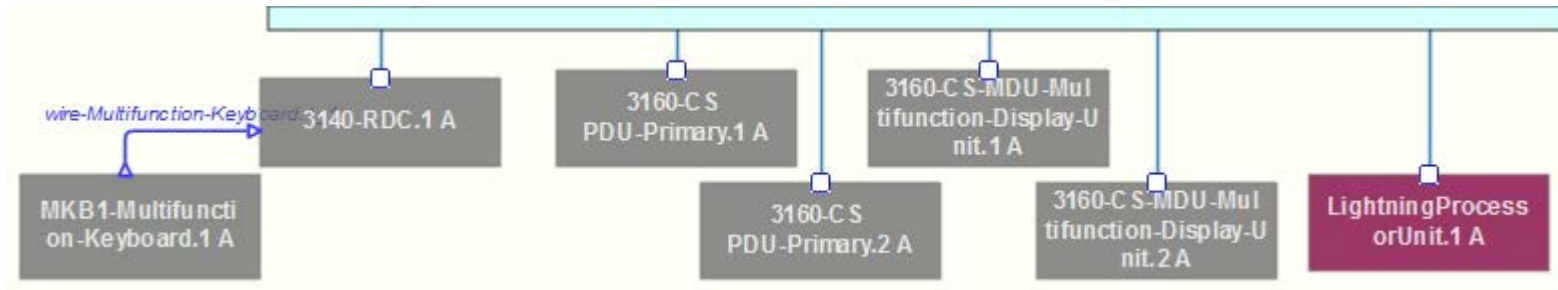 wire-Multifunction-Keyboard.
3140-RDC.1 A
MKB1-Multifuncti
on-Keyboard.1 A
3160-CS
PDU-Primary.1 A
3160-CS
PDU-Primary.2 A
3160-CS-MDU-Mul
tifunction-Display-U
nit.1 A
3160-CS-MDU-Mul
tifunction-Display-U
nit.2 A
LightningProcess
orUnit.1 A